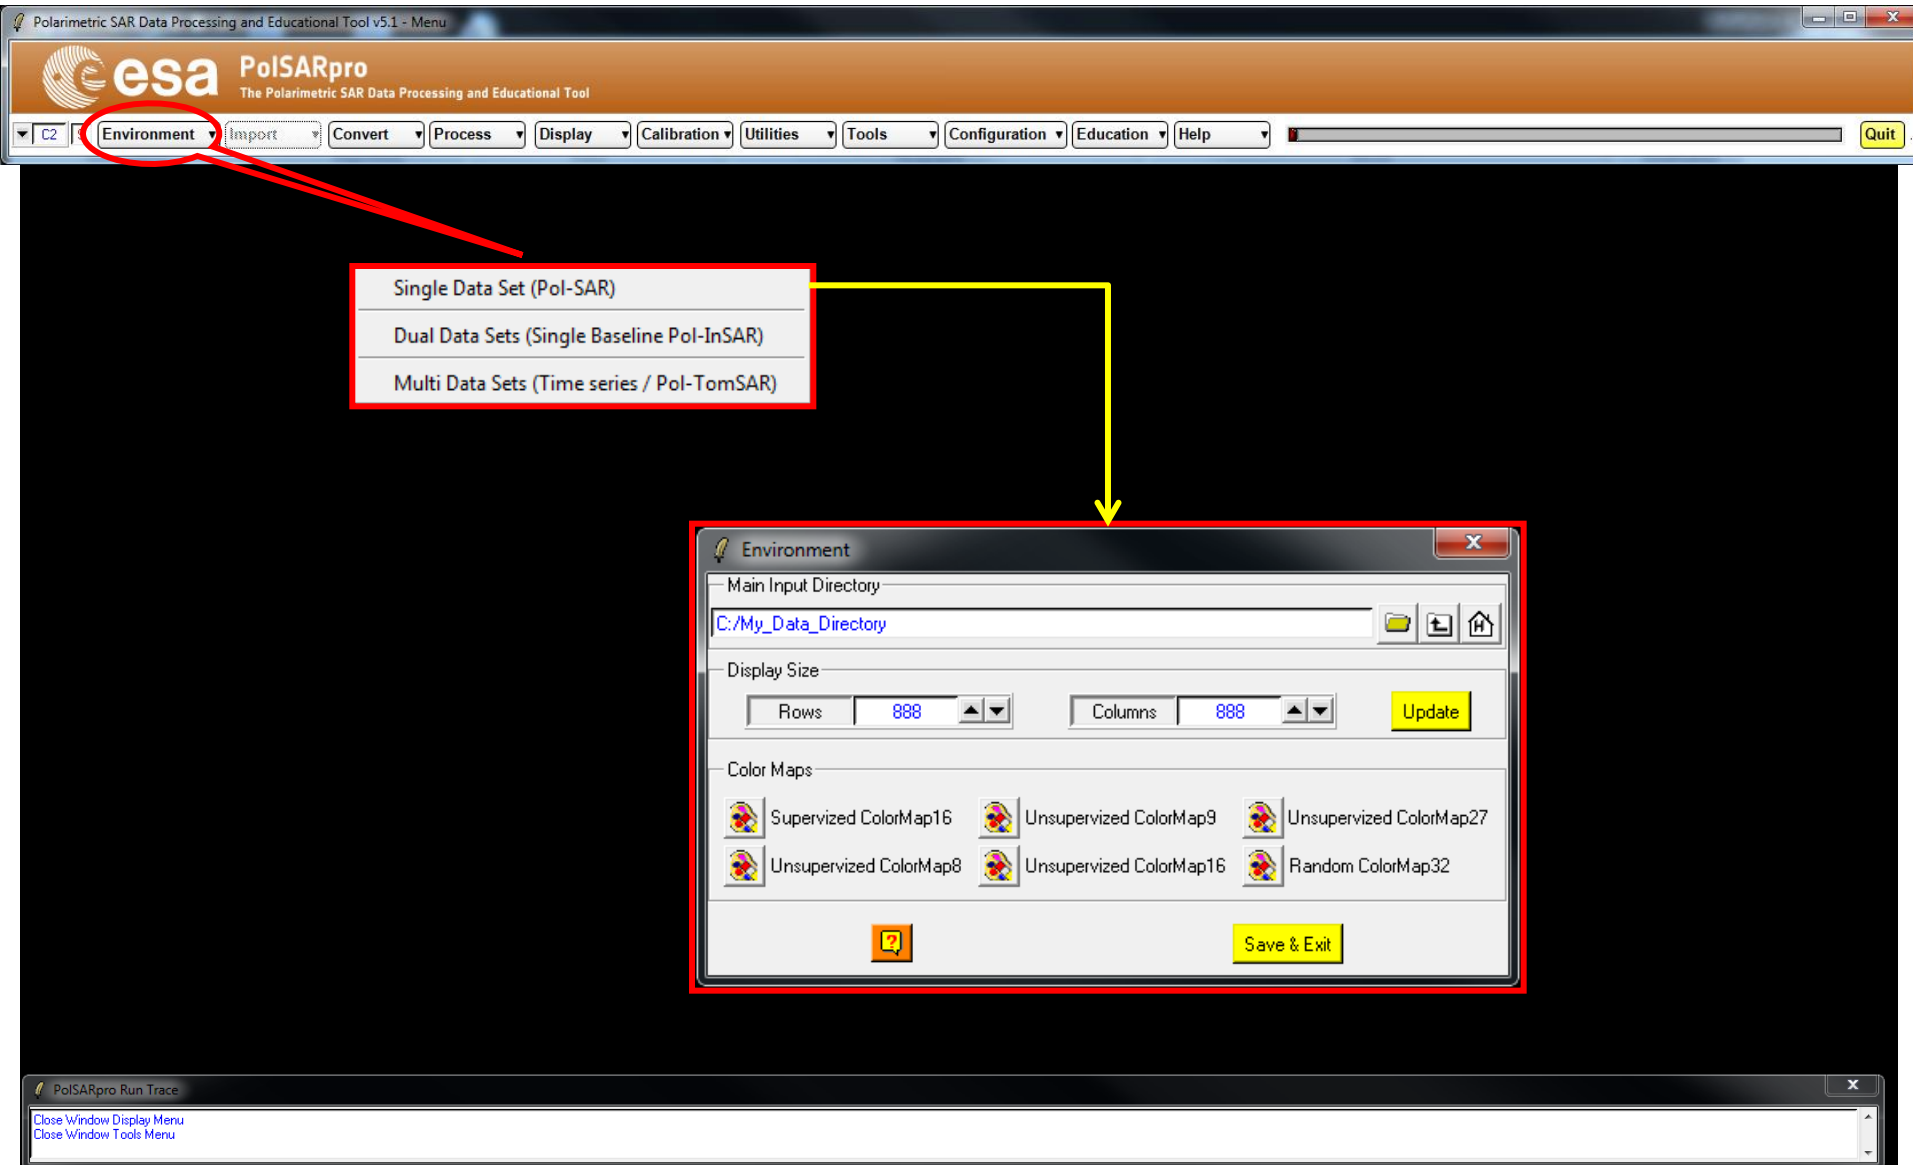 Polarimetric SAR Data Processing and Educational Tool v5.1 - Menu
esa PolSARpro
The Polarimetric SAR Data Processing and Educational Tool
C2 Environment Import Convert Process Display Calibration Utilities Tools Configuration Education Help Quit
Single Data Set (Pol-SAR)
Dual Data Sets (Single Baseline Pol-InSAR)
Multi Data Sets (Time series / Pol-TomSAR)
Environment
Main Input Directory
C:/My_Data_Directory
Display Size
Rows 888 Columns 888 Update
Color Maps
Supervized ColorMap16 Unsupervized ColorMap9 Unsupervized ColorMap27
Unsupervized ColorMap8 Unsupervized ColorMap16 Random ColorMap32
? Save & Exit
PolSARpro Run Trace
Close Window Display Menu
Close Window Tools Menu